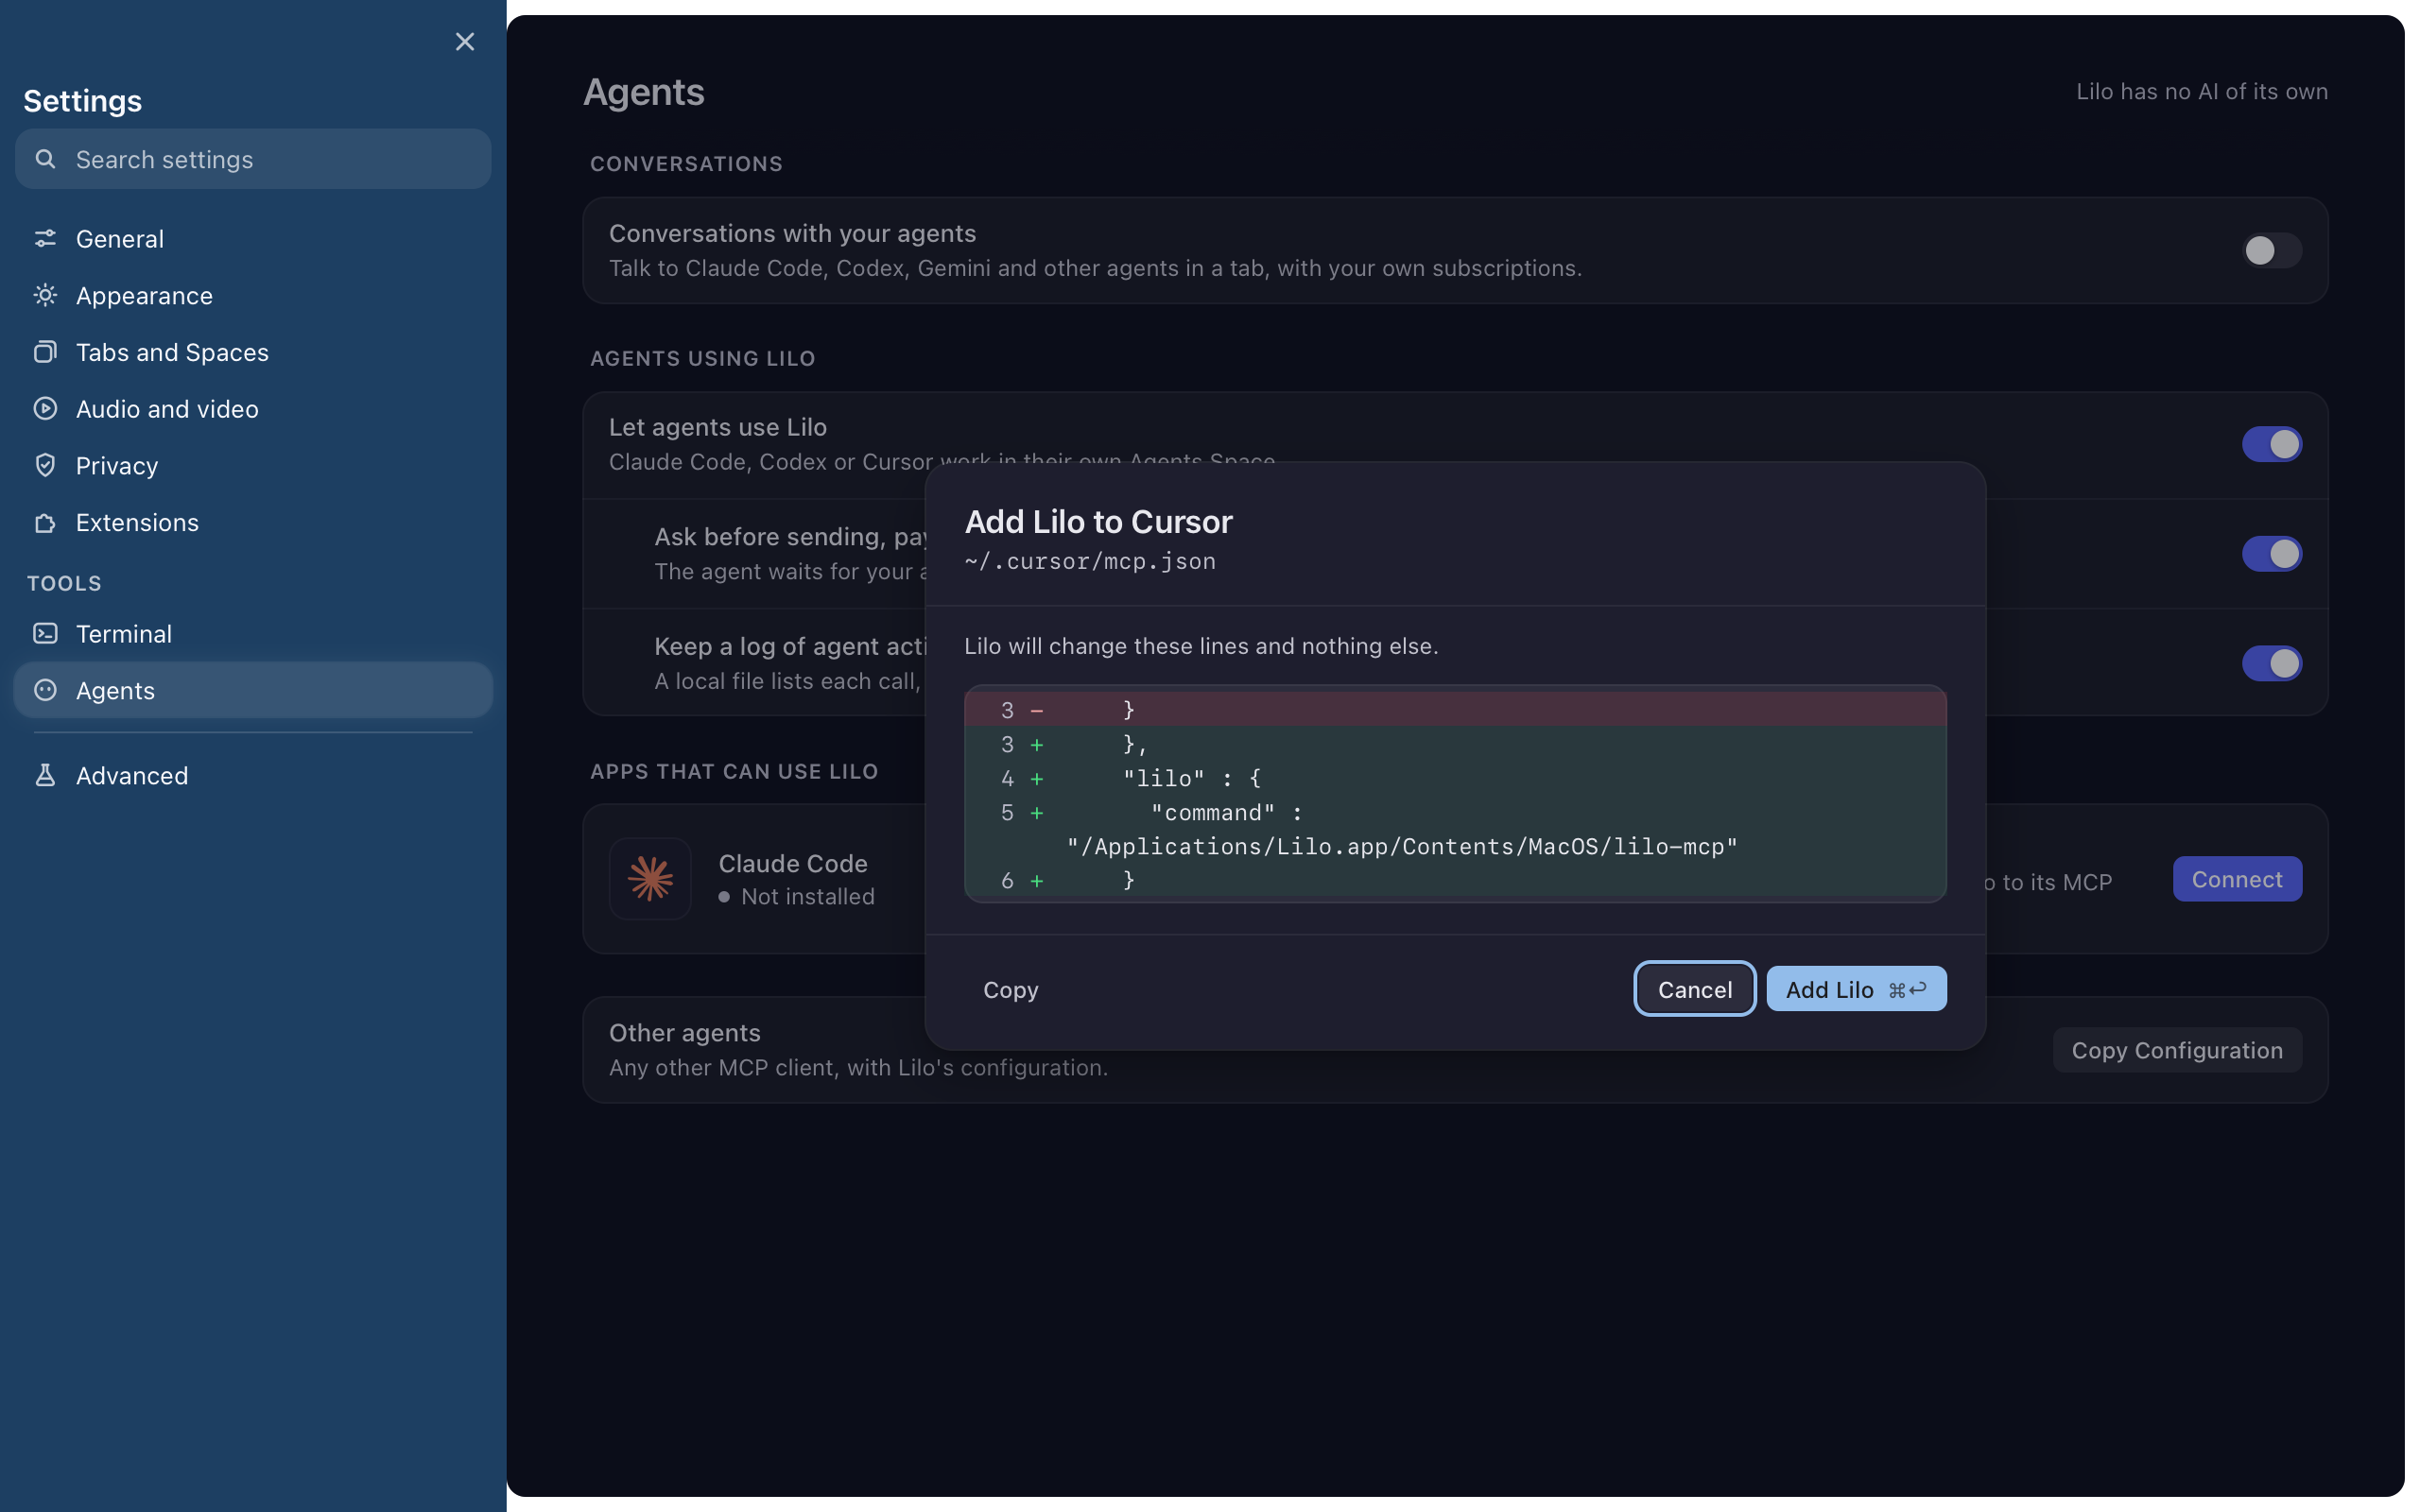 Settings
Search settings
General
Appearance
Tabs and Spaces
Audio and video
Privacy
Extensions
TOOLS
Terminal
Agents
Advanced
Agents
Lilo has no AI of its own
CONVERSATIONS
Conversations with your agents
Talk to Claude Code, Codex, Gemini and other agents in a tab, with your own subscriptions.
AGENTS USING LILO
Let agents use Lilo
Claude Code, Codex or Cursor work in their own Agents Space
Ask before sending, pay
The agent waits for your a
Keep a log of agent acti
A local file lists each call,
APPS THAT CAN USE LILO
Claude Code
Not installed
o to its MCP
Connect
Other agents
Any other MCP client, with Lilo's configuration.
Copy Configuration
Add Lilo to Cursor
~/.cursor/mcp.json
Lilo will change these lines and nothing else.
3 − }
3 + },
4 + "lilo" : {
5 + "command" :
"/Applications/Lilo.app/Contents/MacOS/lilo-mcp"
6 + }
Copy
Cancel
Add Lilo ⌘↩